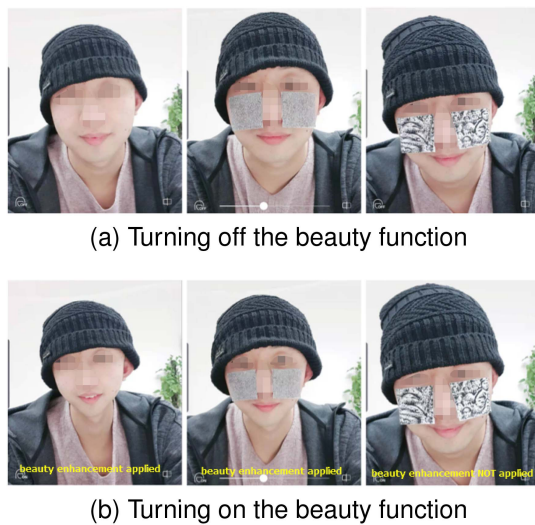 (a) Turning off the beauty function
beauty enhancement applied
beauty enhancement applied
beauty enhancement NOT applied
(b) Turning on the beauty function